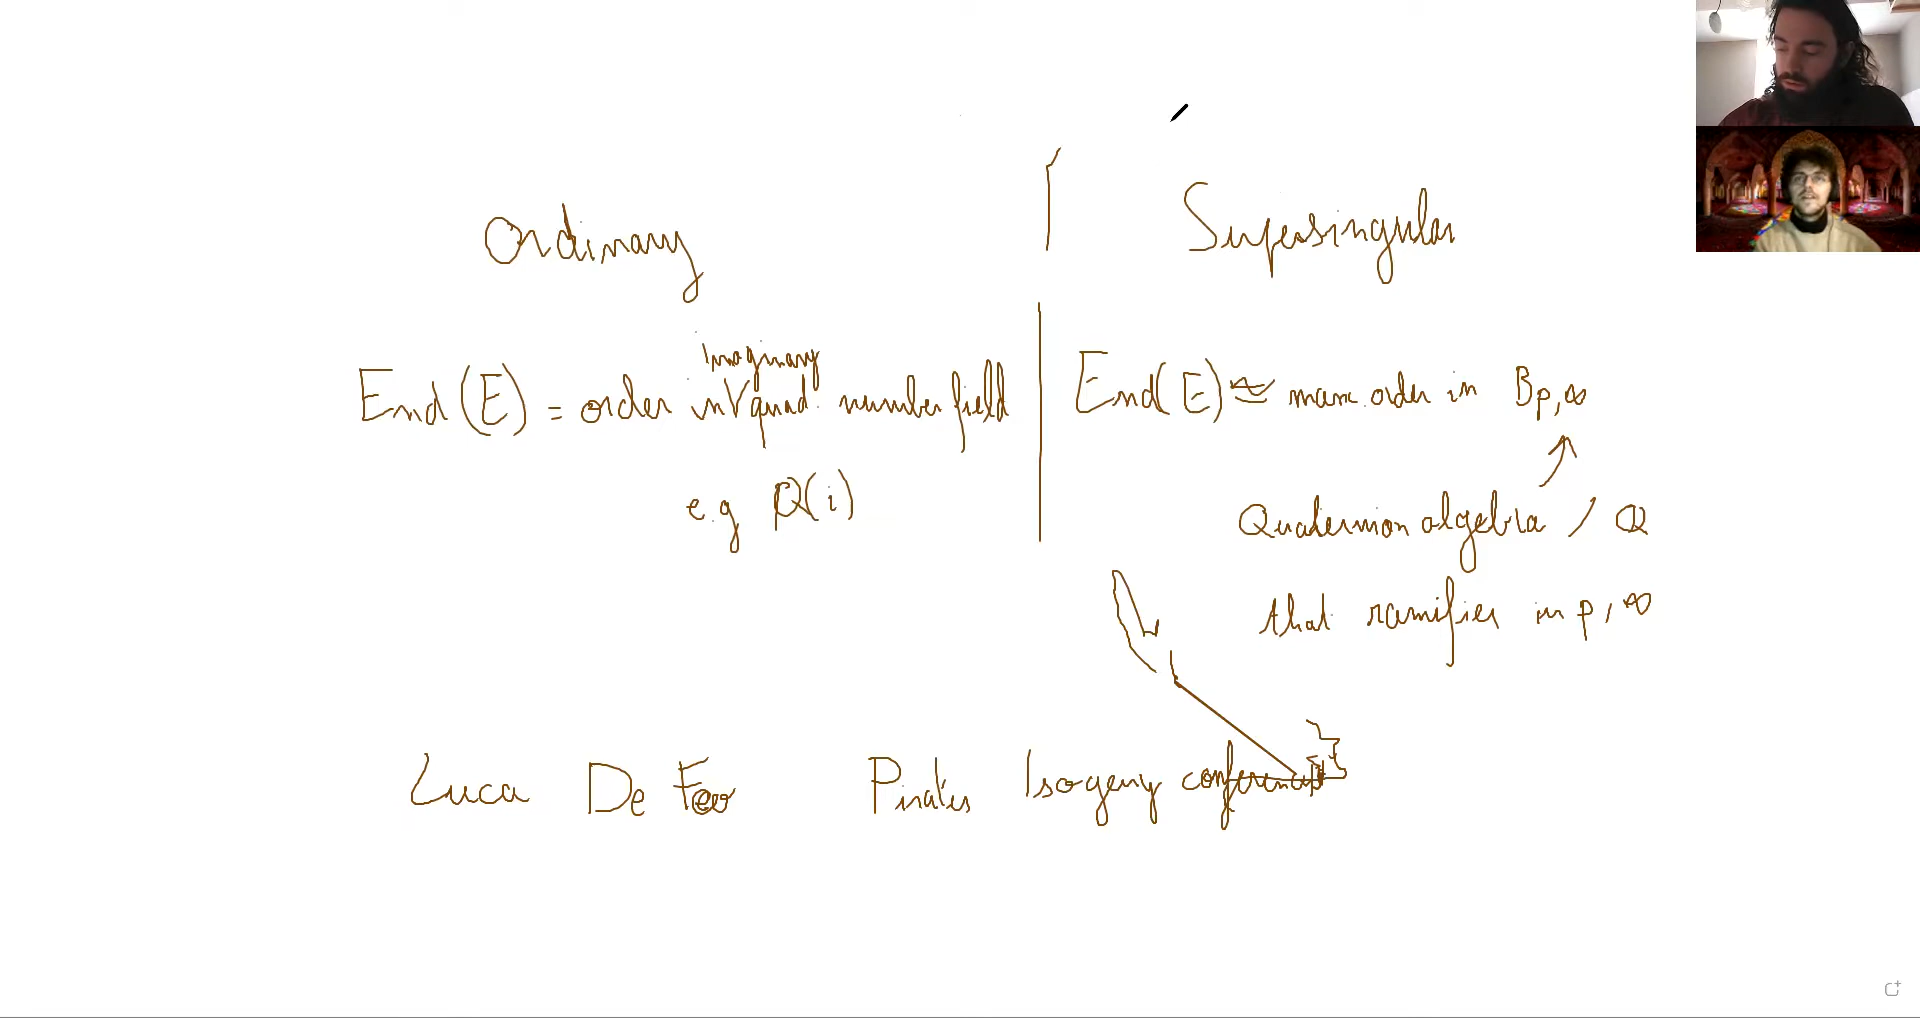 Ordinary
Supersingular
End(E) = order in imaginary quad. number field
e.g Q(i)
End(E) ≃ max. order in Bp,∞
Quaternion algebra / Q
that ramifies in p, ∞
Luca De Feo
Isogeny conference